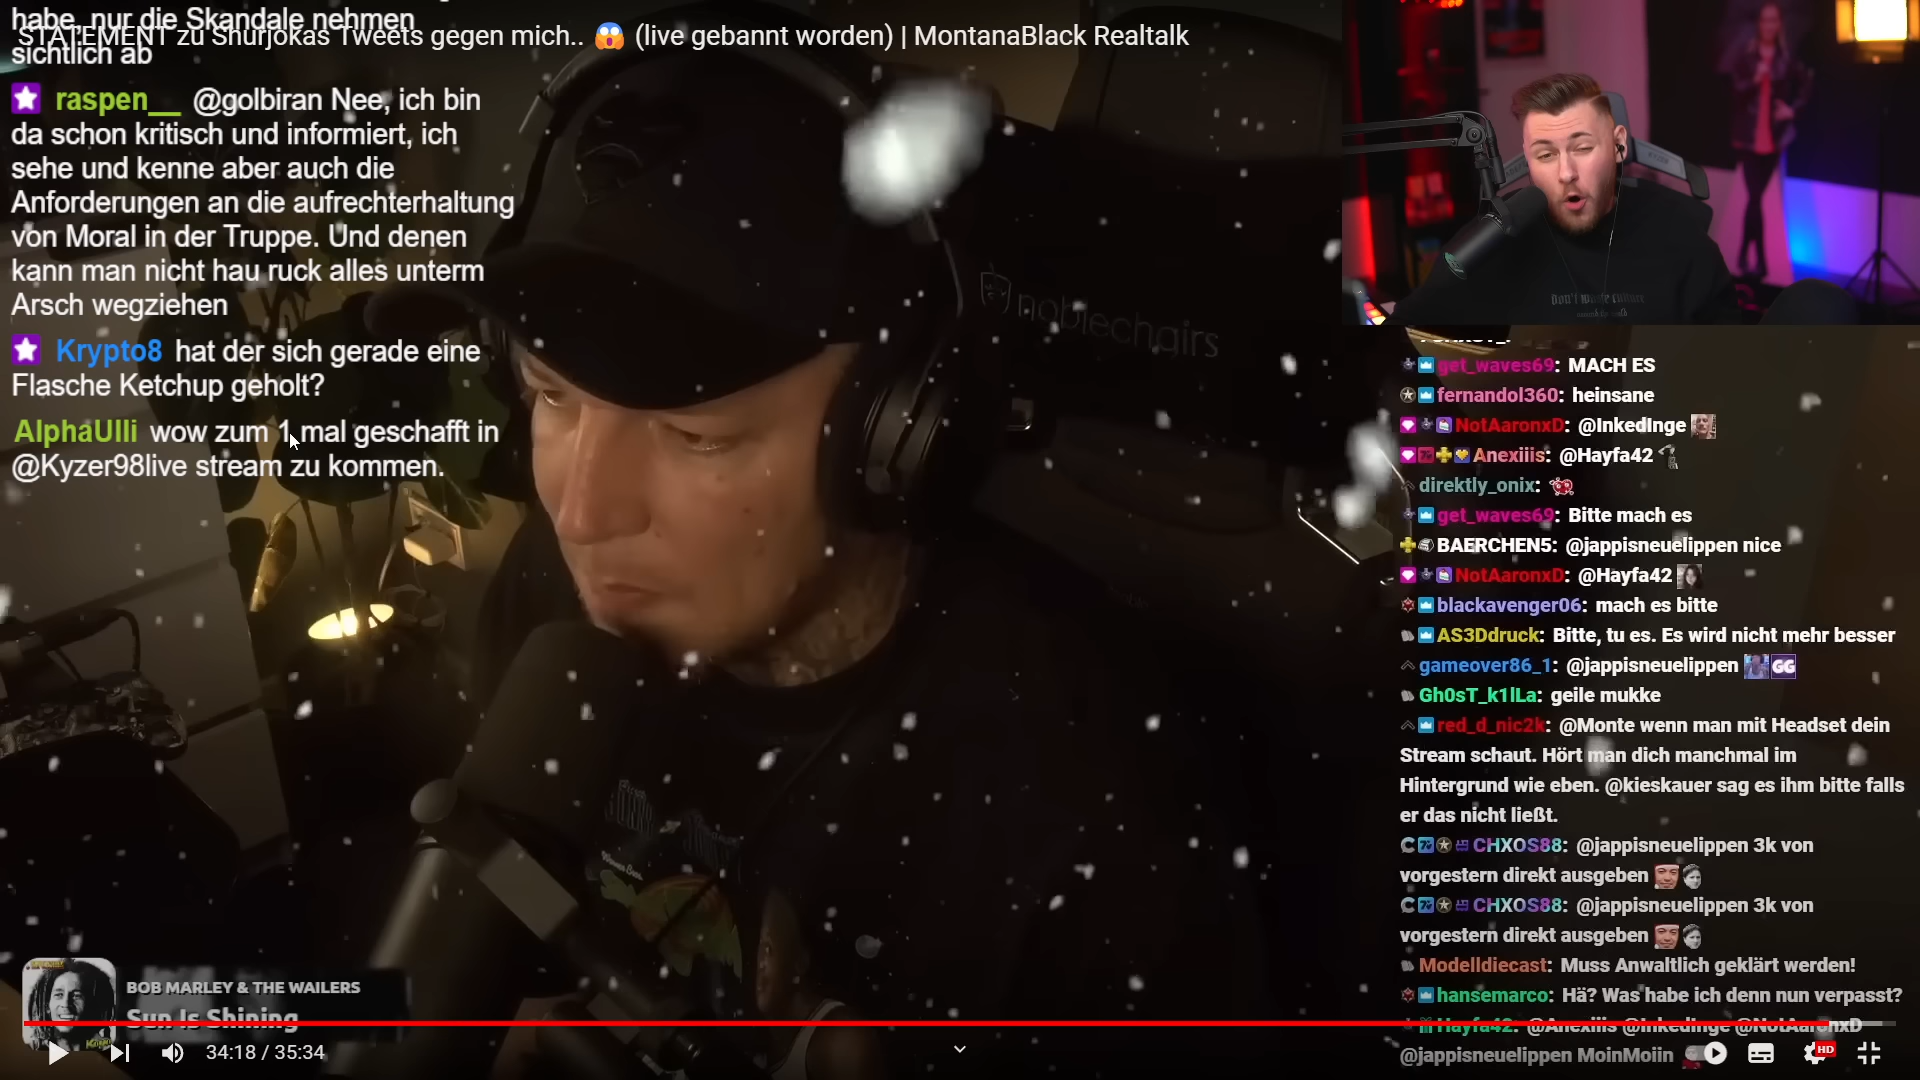 habe, nur die Skandale nehmen
STATEMENT zu Shurjokas Tweets gegen mich.. 😱 (live gebannt worden) | MontanaBlack Realtalk
sichtlich ab
raspen__ @golbiran Nee, ich bin
da schon kritisch und informiert, ich
sehe und kenne aber auch die
Anforderungen an die aufrechterhaltung
von Moral in der Truppe. Und denen
kann man nicht hau ruck alles unterm
Arsch wegziehen
Krypto8 hat der sich gerade eine
Flasche Ketchup geholt?
AlphaUlli wow zum 1 mal geschafft in
@Kyzer98live stream zu kommen.
noblechairs
don't waste culture
get_waves69: MACH ES
fernandol360: heinsane
NotAaronxD: @InkedInge
Anexiiis: @Hayfa42
direktly_onix:
get_waves69: Bitte mach es
BAERCHEN5: @jappisneuelippen nice
NotAaronxD: @Hayfa42
blackavenger06: mach es bitte
AS3Ddruck: Bitte, tu es. Es wird nicht mehr besser
gameover86_1: @jappisneuelippen GG
Gh0sT_k1lLa: geile mukke
red_d_nic2k: @Monte wenn man mit Headset dein
Stream schaut. Hört man dich manchmal im
Hintergrund wie eben. @kieskauer sag es ihm bitte falls
er das nicht ließt.
CHXOS88: @jappisneuelippen 3k von
vorgestern direkt ausgeben
CHXOS88: @jappisneuelippen 3k von
vorgestern direkt ausgeben
Modelldiecast: Muss Anwaltlich geklärt werden!
hansemarco: Hä? Was habe ich denn nun verpasst?
Hayfa42: @Anexiiis @InkedInge @NotAaronxD
@jappisneuelippen MoinMoiin
BOB MARLEY & THE WAILERS
Sun Is Shining
34:18 / 35:34
HD